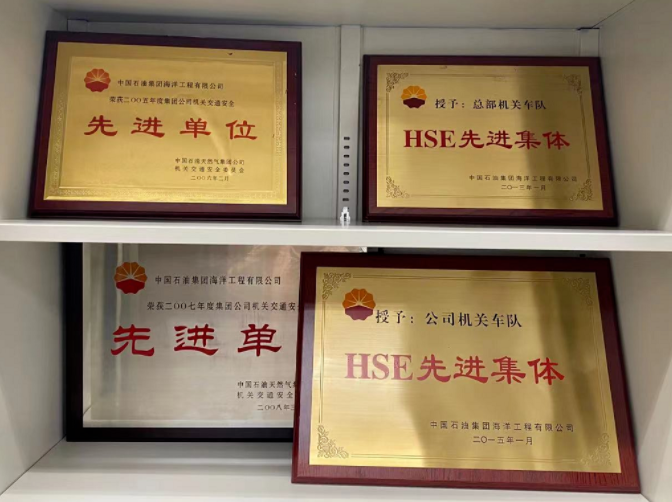 中国石油集团海洋工程有限公司
荣获二〇〇五年度集团公司机关交通安全
先进单位
中国石油天然气集团公司
机关交通安全委员会
二〇〇六年二月
授予：总部机关车队
HSE先进集体
中国石油集团海洋工程有限公司
二〇一三年一月
中国石油集团海洋工程有限公司
荣获二〇〇七年度集团公司机关交通安
先进单
中国石油天然气
机关交通安全
二〇〇八年
授予：公司机关车队
HSE先进集体
中国石油集团海洋工程有限公司
二〇一五年一月